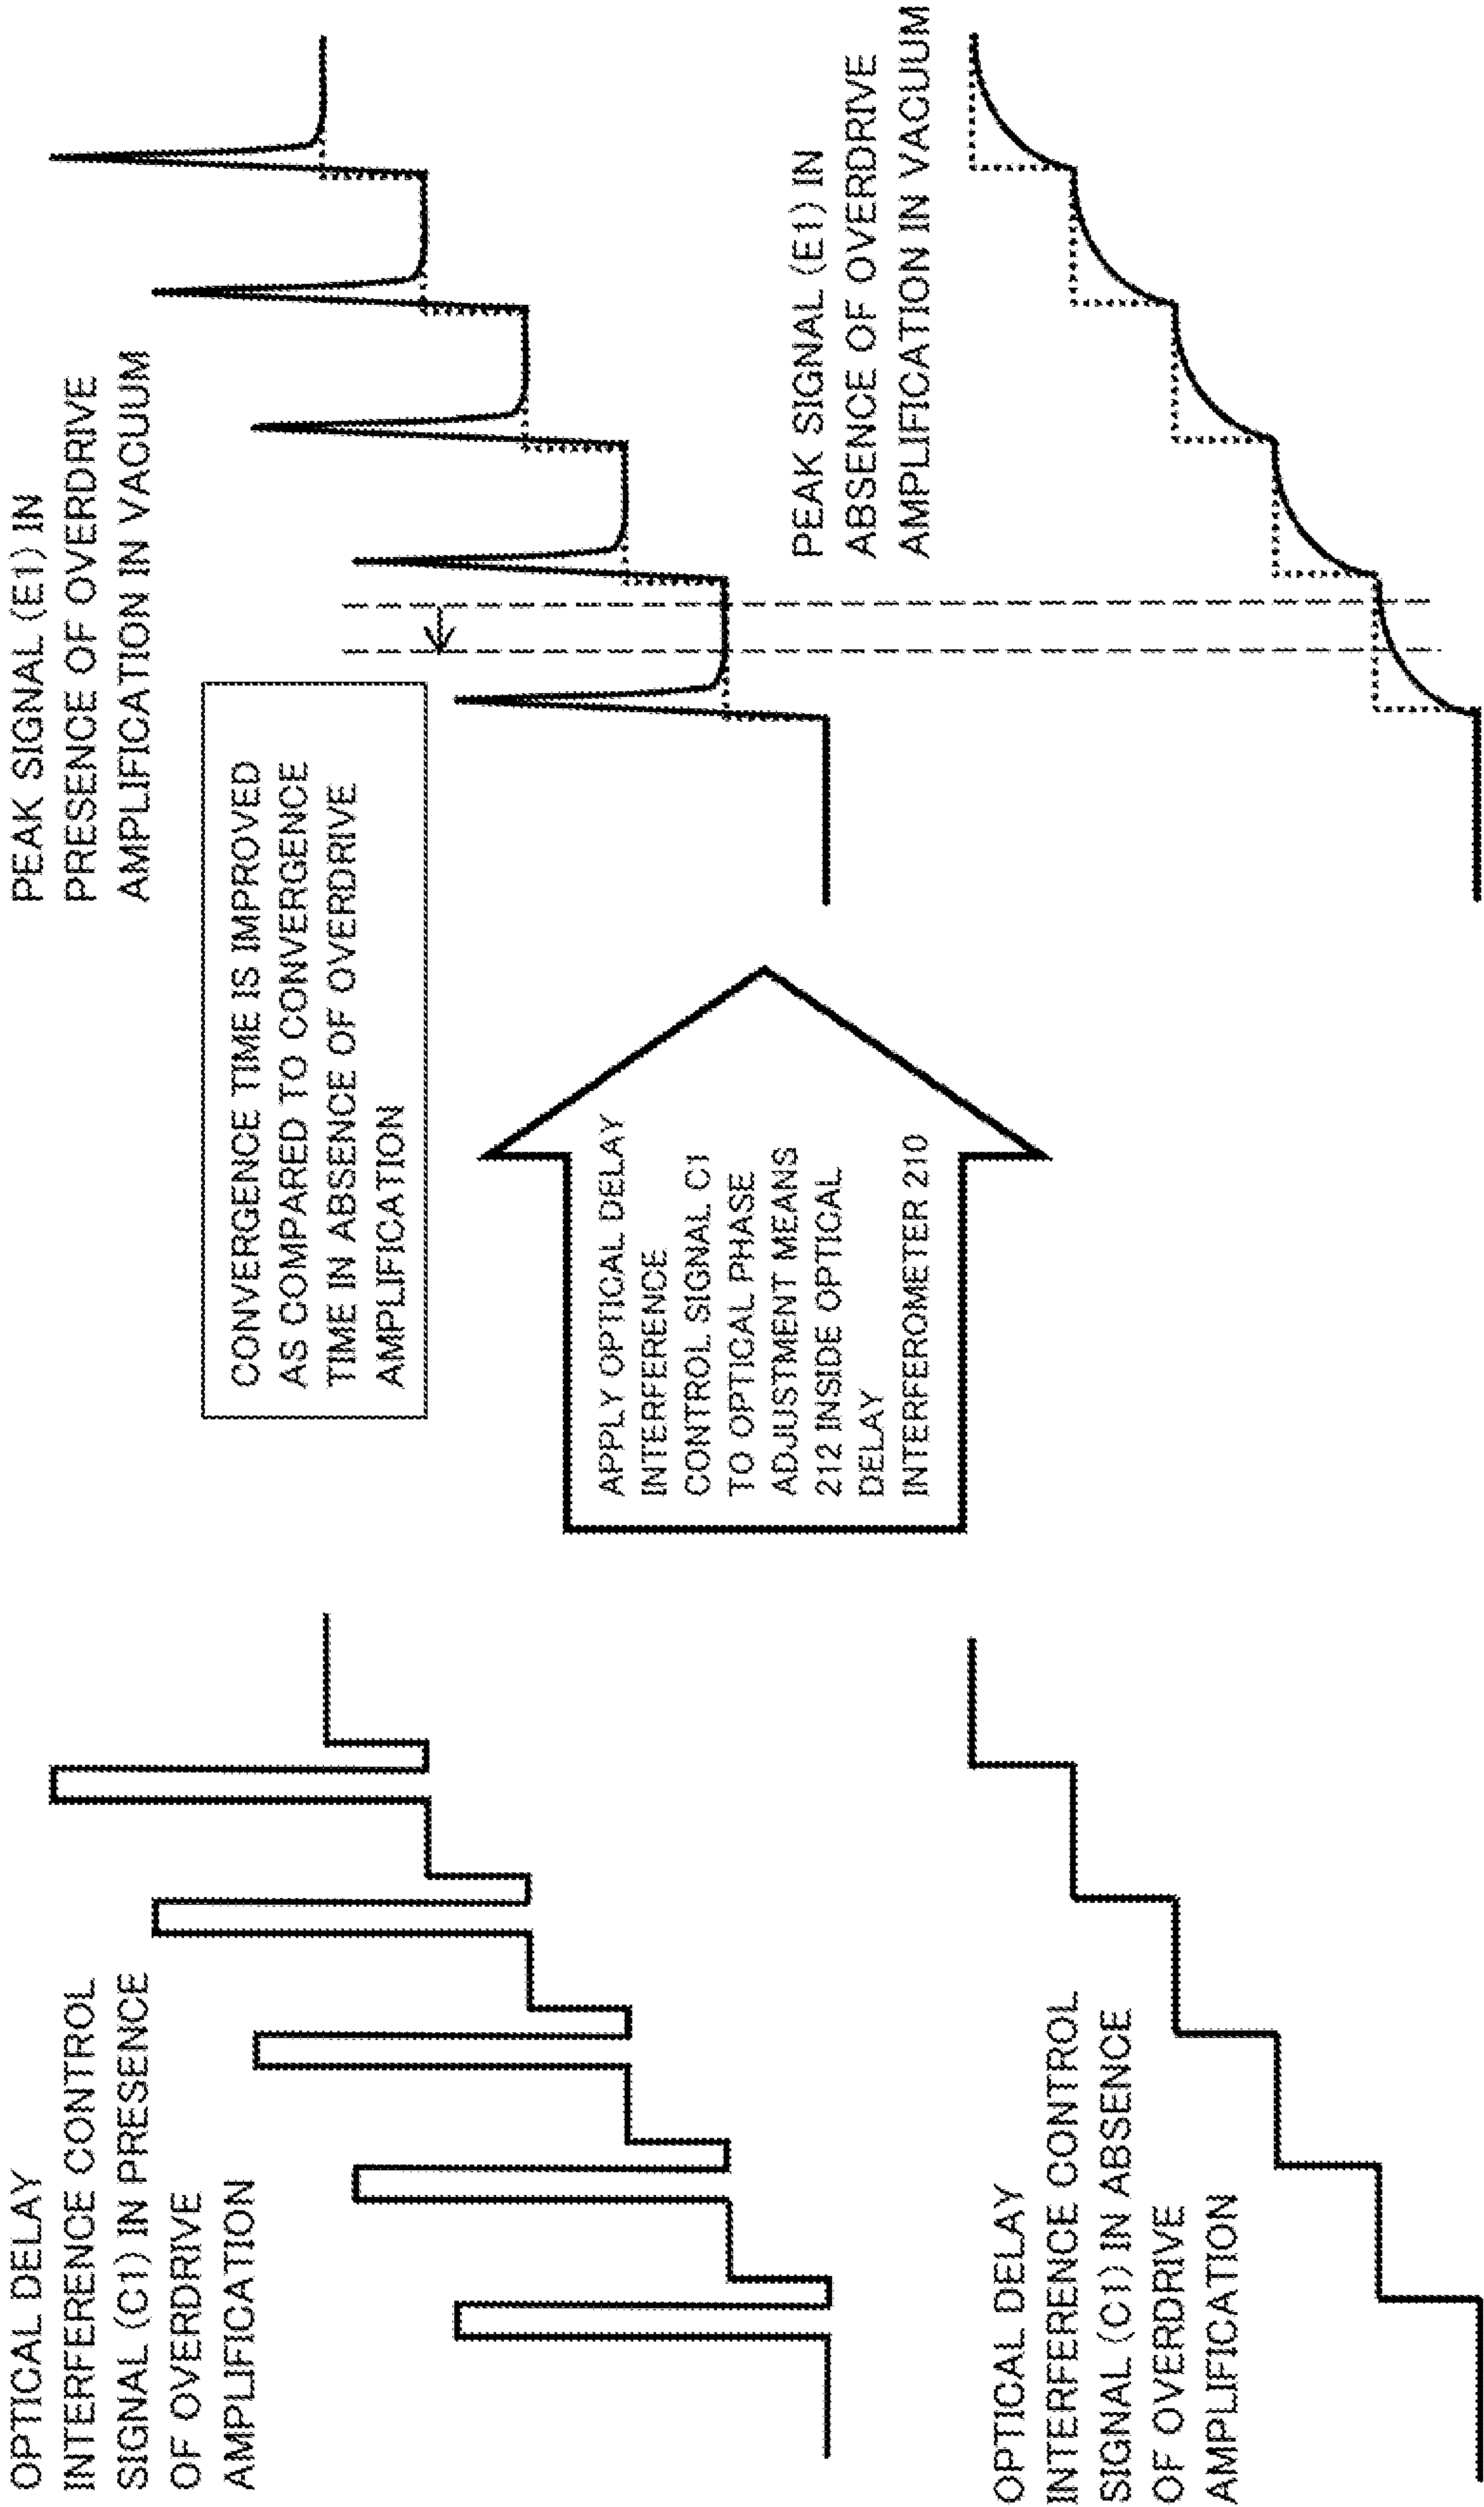 OPTICAL DELAY
INTERFERENCE CONTROL
SIGNAL (C1) IN PRESENCE
OF OVERDRIVE
AMPLIFICATION
PEAK SIGNAL (E1) IN
PRESENCE OF OVERDRIVE
AMPLIFICATION IN VACUUM
CONVERGENCE TIME IS IMPROVED
AS COMPARED TO CONVERGENCE
TIME IN ABSENCE OF OVERDRIVE
AMPLIFICATION
APPLY OPTICAL DELAY
INTERFERENCE
CONTROL SIGNAL C1
TO OPTICAL PHASE
ADJUSTMENT MEANS
212 INSIDE OPTICAL
DELAY
INTERFEROMETER 210
OPTICAL DELAY
INTERFERENCE CONTROL
SIGNAL (C1) IN ABSENCE
OF OVERDRIVE
AMPLIFICATION
PEAK SIGNAL (E1) IN
ABSENCE OF OVERDRIVE
AMPLIFICATION IN VACUUM